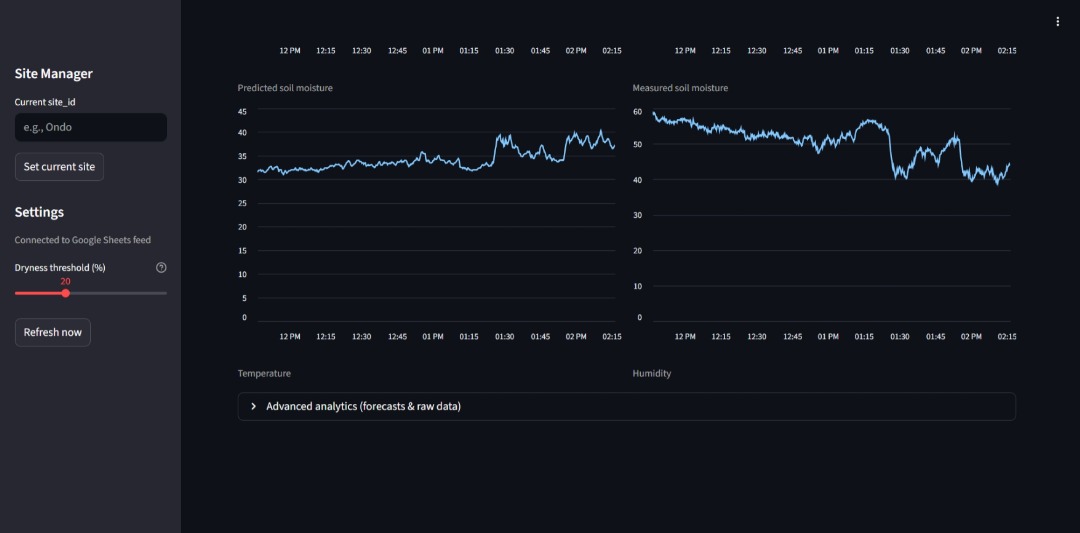 Site Manager
Current site_id
e.g., Ondo
Set current site
Settings
Connected to Google Sheets feed
Dryness threshold (%)
20
Refresh now
12 PM 12:15 12:30 12:45 01 PM 01:15 01:30 01:45 02 PM 02:15
12 PM 12:15 12:30 12:45 01 PM 01:15 01:30 01:45 02 PM 02:15
Predicted soil moisture
45
40
35
30
25
20
15
10
5
0
12 PM 12:15 12:30 12:45 01 PM 01:15 01:30 01:45 02 PM 02:15
Measured soil moisture
60
50
40
30
20
10
0
12 PM 12:15 12:30 12:45 01 PM 01:15 01:30 01:45 02 PM 02:15
Temperature
Humidity
Advanced analytics (forecasts & raw data)